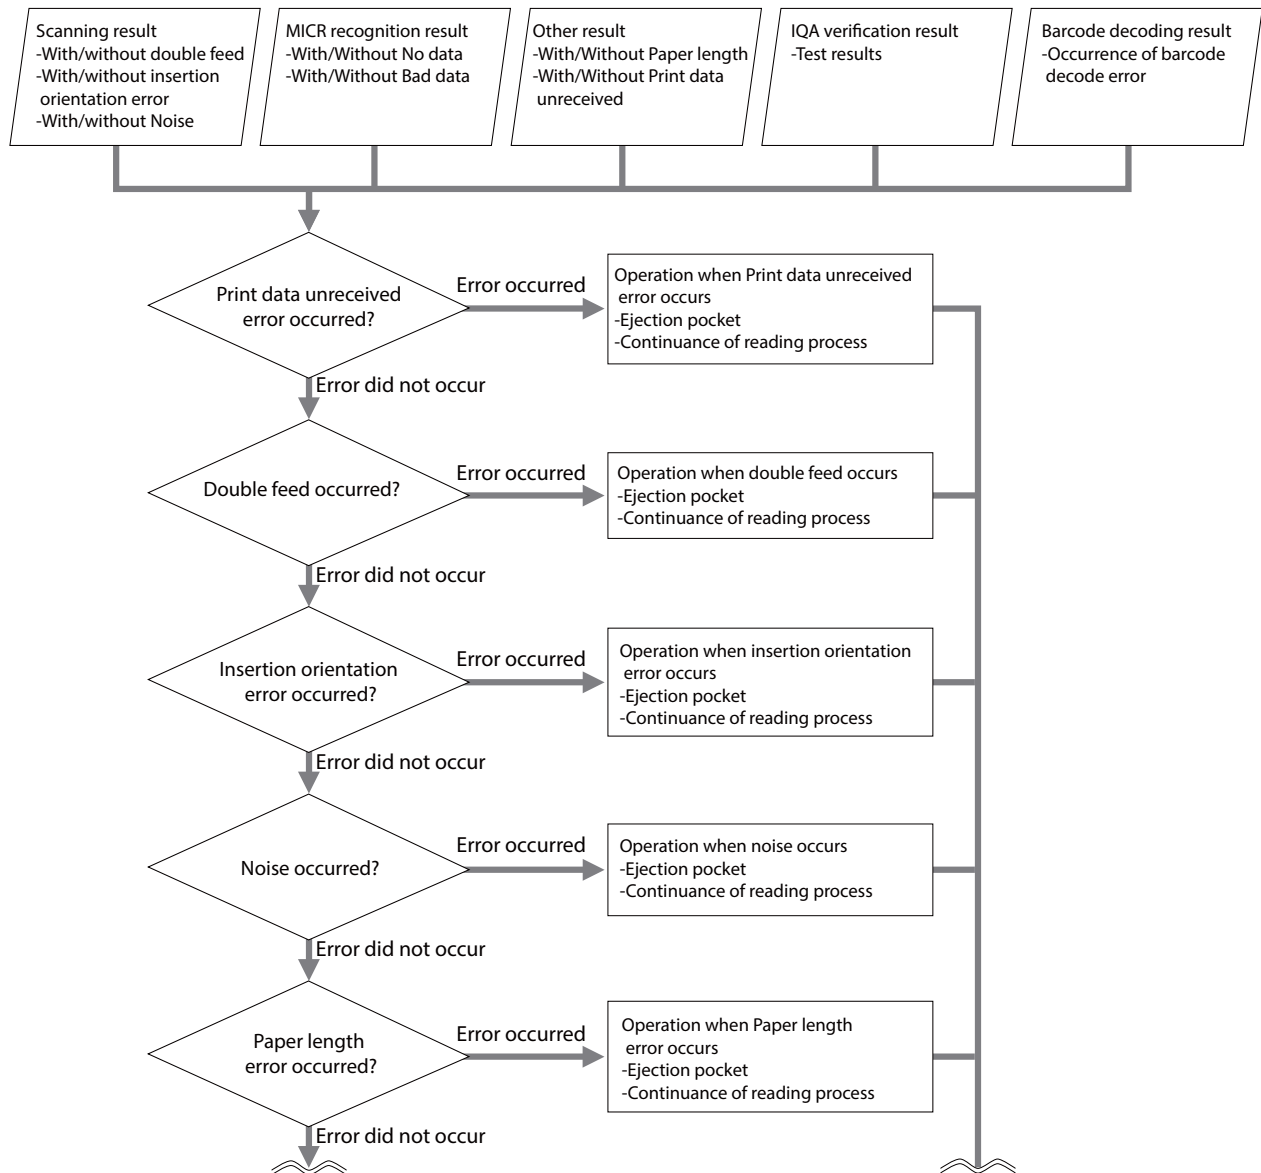 Scanning result
-With/without double feed
-With/without insertion
orientation error
-With/without Noise
MICR recognition result
-With/Without No data
-With/Without Bad data
Other result
-With/Without Paper length
-With/Without Print data
unreceived
IQA verification result
-Test results
Barcode decoding result
-Occurrence of barcode
decode error
Print data unreceived
error occurred?
Error occurred
Operation when Print data unreceived
error occurs
-Ejection pocket
-Continuance of reading process
Error did not occur
Double feed occurred?
Error occurred
Operation when double feed occurs
-Ejection pocket
-Continuance of reading process
Error did not occur
Insertion orientation
error occurred?
Error occurred
Operation when insertion orientation
error occurs
-Ejection pocket
-Continuance of reading process
Error did not occur
Noise occurred?
Error occurred
Operation when noise occurs
-Ejection pocket
-Continuance of reading process
Error did not occur
Paper length
error occurred?
Error occurred
Operation when Paper length
error occurs
-Ejection pocket
-Continuance of reading process
Error did not occur